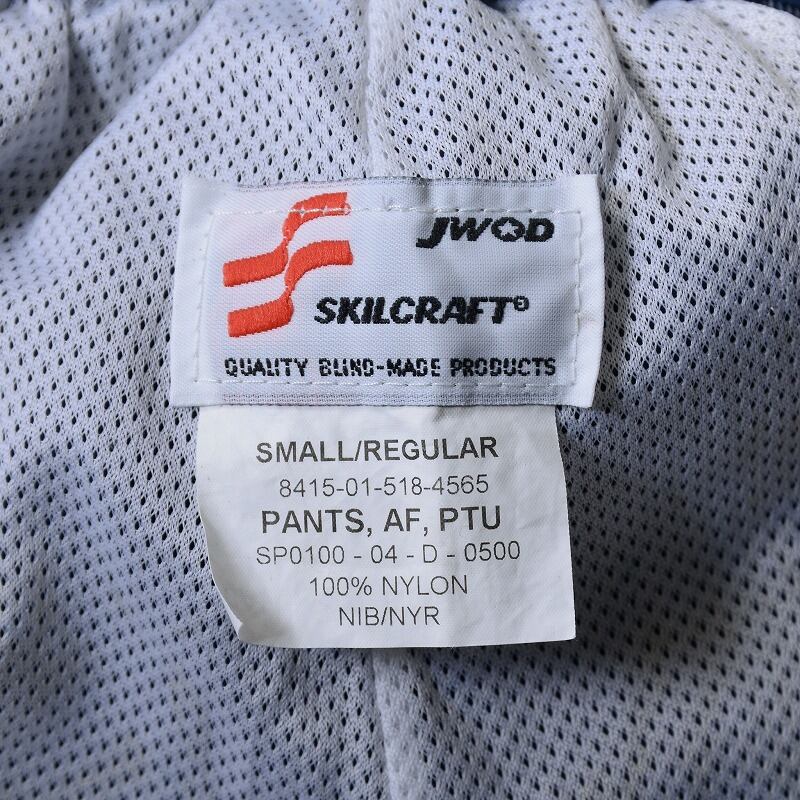 JWOD
SKILCRAFT®
QUALITY BLIND-MADE PRODUCTS
SMALL/REGULAR
8415-01-518-4565
PANTS, AF, PTU
SP0100 - 04 - D - 0500
100% NYLON
NIB/NYR